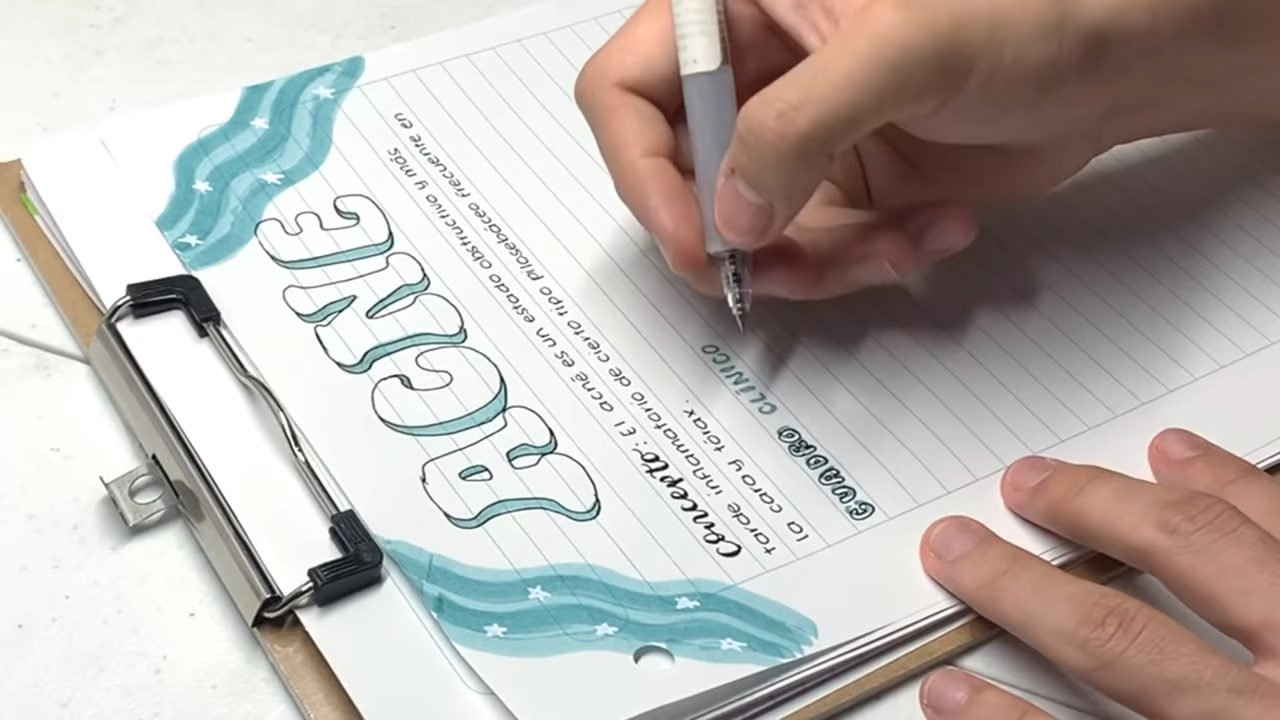 ACNE
Concepto: El acné es un estado obstructivo y más
tarde inflamatorio de cierto tipo pilosebáceo frecuente en
la cara y tórax.
CUADRO CLÍNICO